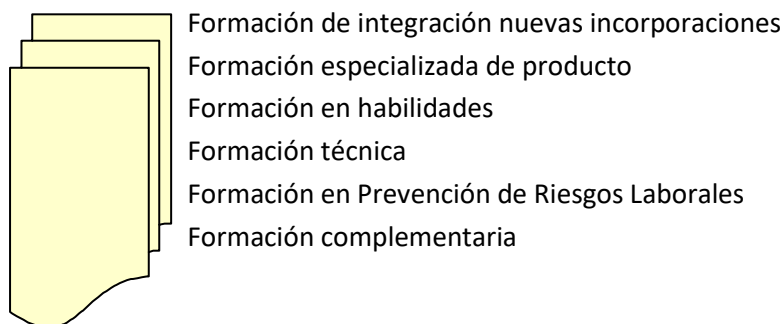 Formación de integración nuevas incorporaciones
Formación especializada de producto
Formación en habilidades
Formación técnica
Formación en Prevención de Riesgos Laborales
Formación complementaria